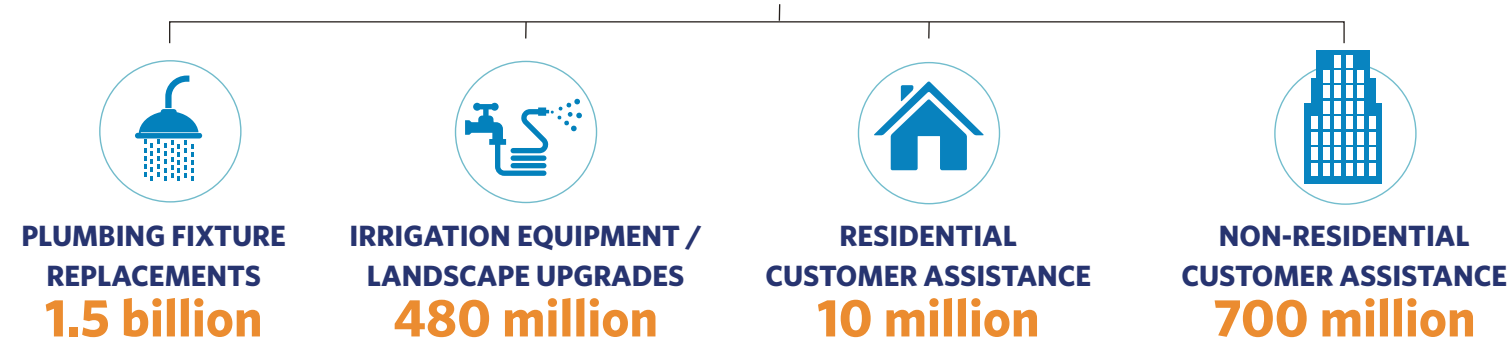 PLUMBING FIXTURE
REPLACEMENTS
1.5 billion
IRRIGATION EQUIPMENT /
LANDSCAPE UPGRADES
480 million
RESIDENTIAL
CUSTOMER ASSISTANCE
10 million
NON-RESIDENTIAL
CUSTOMER ASSISTANCE
700 million